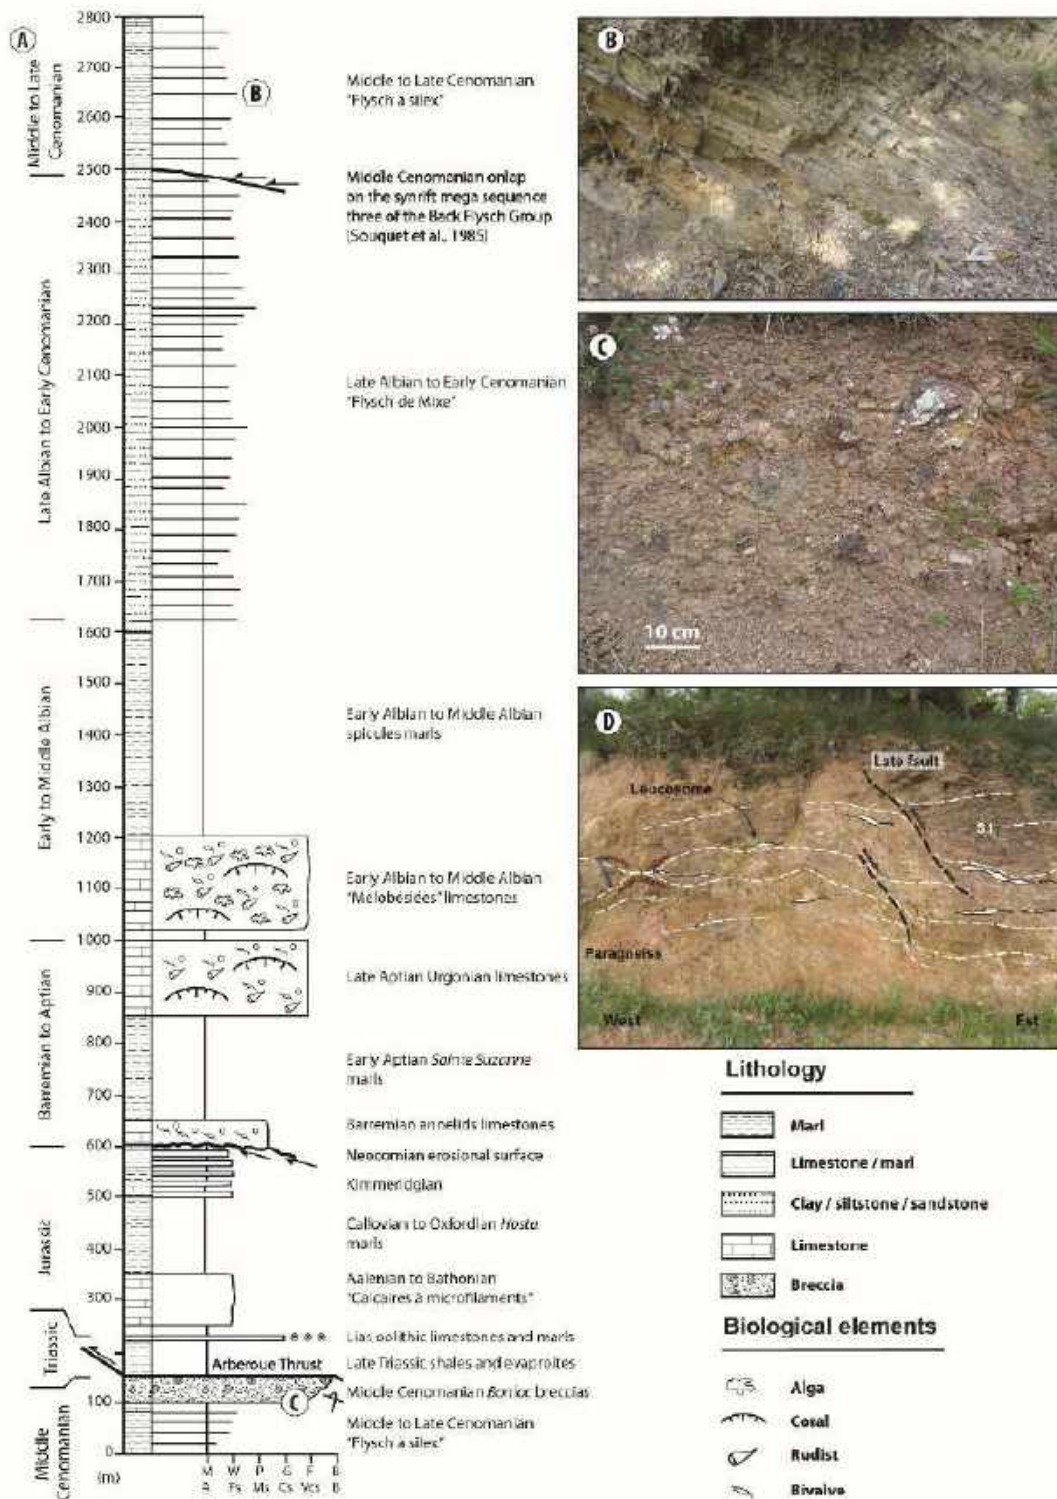 A
2800
2700
2600
2500
2400
2300
2200
2100
2000
1900
1800
1700
1600
1500
1400
1300
1200
1100
1000
900
800
700
600
500
400
300
100
0
(m)
Middle to Late
Cenomanian
Late Albian to Early Cenomanian
Early to Middle Albian
Barremian to Aptian
Jurassic
Triassic
Middle
Cenomanian
B
Middle to Late Cenomanian
"Flysch à silex"
Middle Cenomanian onlap
on the synrift mega sequence
three of the Back Flysch Group
(Souquet et al., 1985)
Late Albian to Early Cenomanian
"Flysch de Mixe"
Early Albian to Middle Albian
spicules marls
Early Albian to Middle Albian
"Mélobésiées" limestones
Late Aptian Urgonian limestones
Early Aptian Sainte Suzanne
marls
Barremian annelids limestones
Neocomian erosional surface
Kimmeridgian
Callovian to Oxfordian Hosta
marls
Aalenian to Bathonian
"Calcaires à microfilaments"
Lias oolithic limestones and marls
Arberoue Thrust
Late Triassic shales and evaporites
C
Middle Cenomanian Bonloc breccias
Middle to Late Cenomanian
"Flysch à silex"
M W P G F B
A Fs Ms Cs Vcs B
B
C
10 cm
D
Late fault
Leucosome
S1
Paragneiss
West
Est
Lithology
Marl
Limestone / marl
Clay / siltstone / sandstone
Limestone
Breccia
Biological elements
Alga
Coral
Rudist
Bivalve